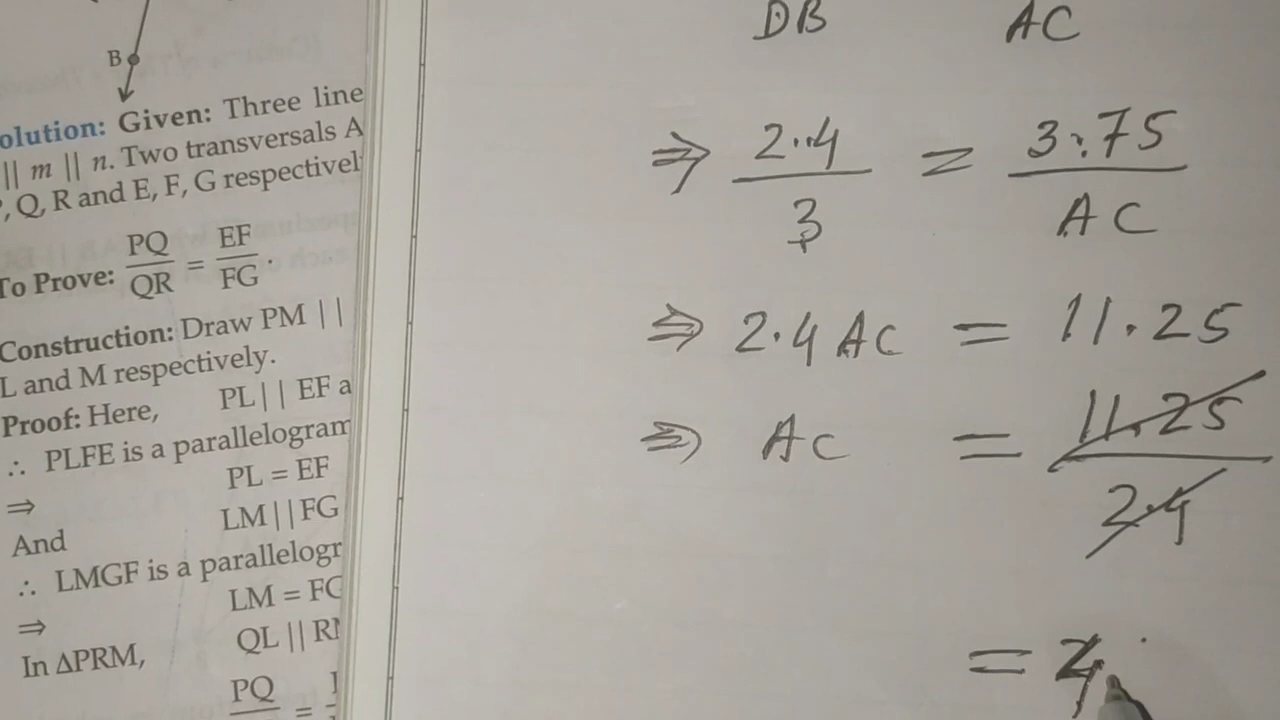 B
olution: Given: Three line
|| m || n. Two transversals A
, Q, R and E, F, G respectivel
To Prove: PQ/QR = EF/FG.
Construction: Draw PM ||
L and M respectively.
Proof: Here, PL || EF a
∴ PLFE is a parallelogram
⇒ PL = EF
And LM || FG
∴ LMGF is a parallelogr
⇒ LM = FG
In ΔPRM, QL || RM
PQ =
DB AC
⇒ 2.4/3 = 3.75/AC
⇒ 2.4 AC = 11.25
⇒ AC = 11.25/2.4
= 4